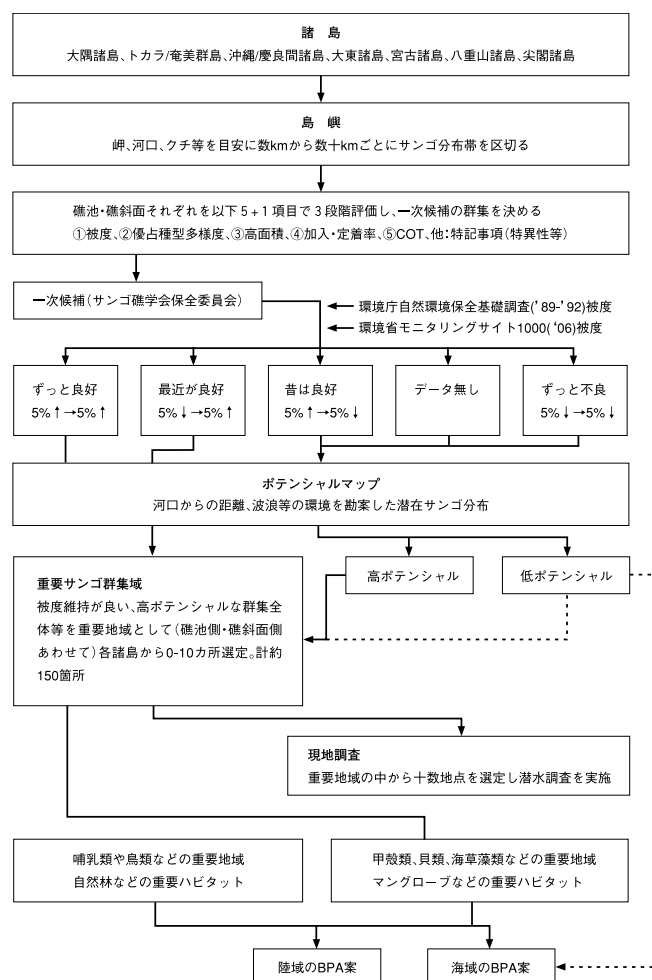 諸　島
大隅諸島、トカラ/奄美群島、沖縄/慶良間諸島、大東諸島、宮古諸島、八重山諸島、尖閣諸島
島　嶼
岬、河口、クチ等を目安に数kmから数十kmごとにサンゴ分布帯を区切る
礁池・礁斜面それぞれを以下5+1項目で3段階評価し、一次候補の群集を決める
①被度、②優占種型多様度、③高面積、④加入・定着率、⑤COT、他：特記事項（特異性等）
一次候補（サンゴ礁学会保全委員会）
環境庁自然環境保全基礎調査('89-'92)被度
環境省モニタリングサイト1000('06)被度
ずっと良好
5%↑→5%↑
最近が良好
5%↓→5%↑
昔は良好
5%↑→5%↓
データ無し
ずっと不良
5%↓→5%↓
ポテンシャルマップ
河口からの距離、波浪等の環境を勘案した潜在サンゴ分布
高ポテンシャル
低ポテンシャル
重要サンゴ群集域
被度維持が良い、高ポテンシャルな群集全
体等を重要地域として（礁池側・礁斜面側
あわせて）各諸島から0-10カ所選定。計約
150箇所
現地調査
重要地域の中から十数地点を選定し潜水調査を実施
哺乳類や鳥類などの重要地域
自然林などの重要ハビタット
甲殻類、貝類、海草藻類などの重要地域
マングローブなどの重要ハビタット
陸域のBPA案
海域のBPA案